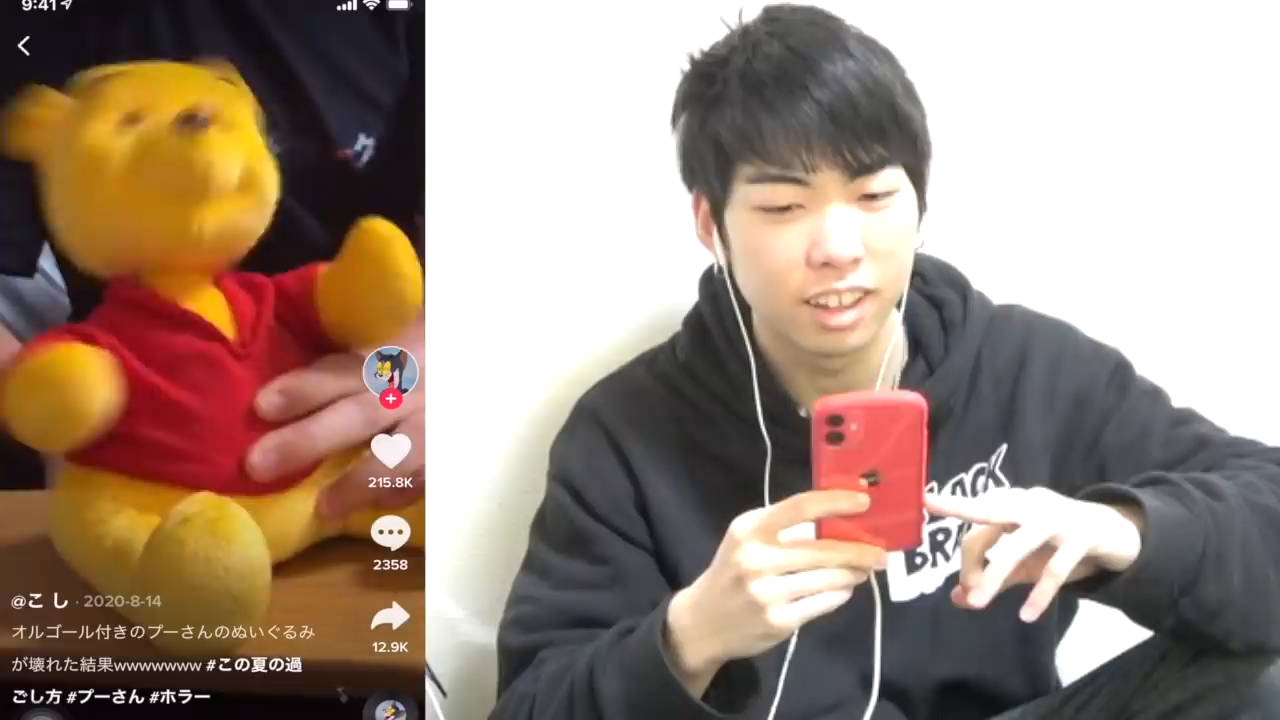 9:41
215.8K
2358
12.9K
@こ し · 2020-8-14
オルゴール付きのプーさんのぬいぐるみ
が壊れた結果wwwwwww #この夏の過
ごし方 #プーさん #ホラー